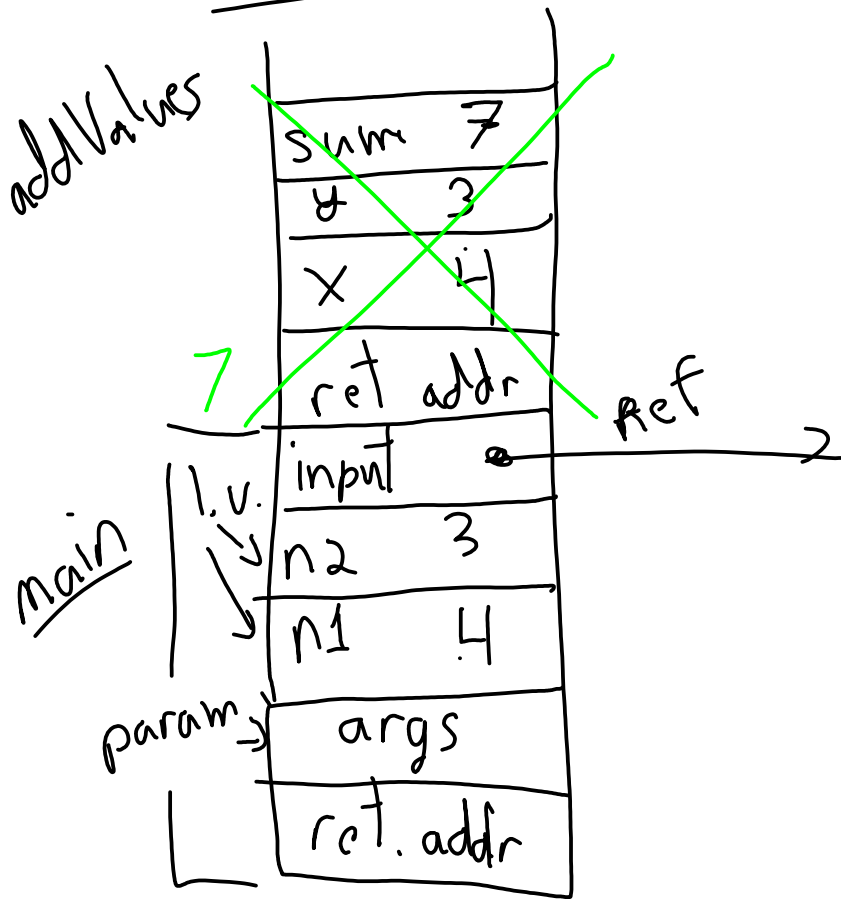 addValues
sum 7
y 3
x 4
7
ret addr
Ref
input
l.v.
n2 3
main
n1 4
param
args
ret. addr